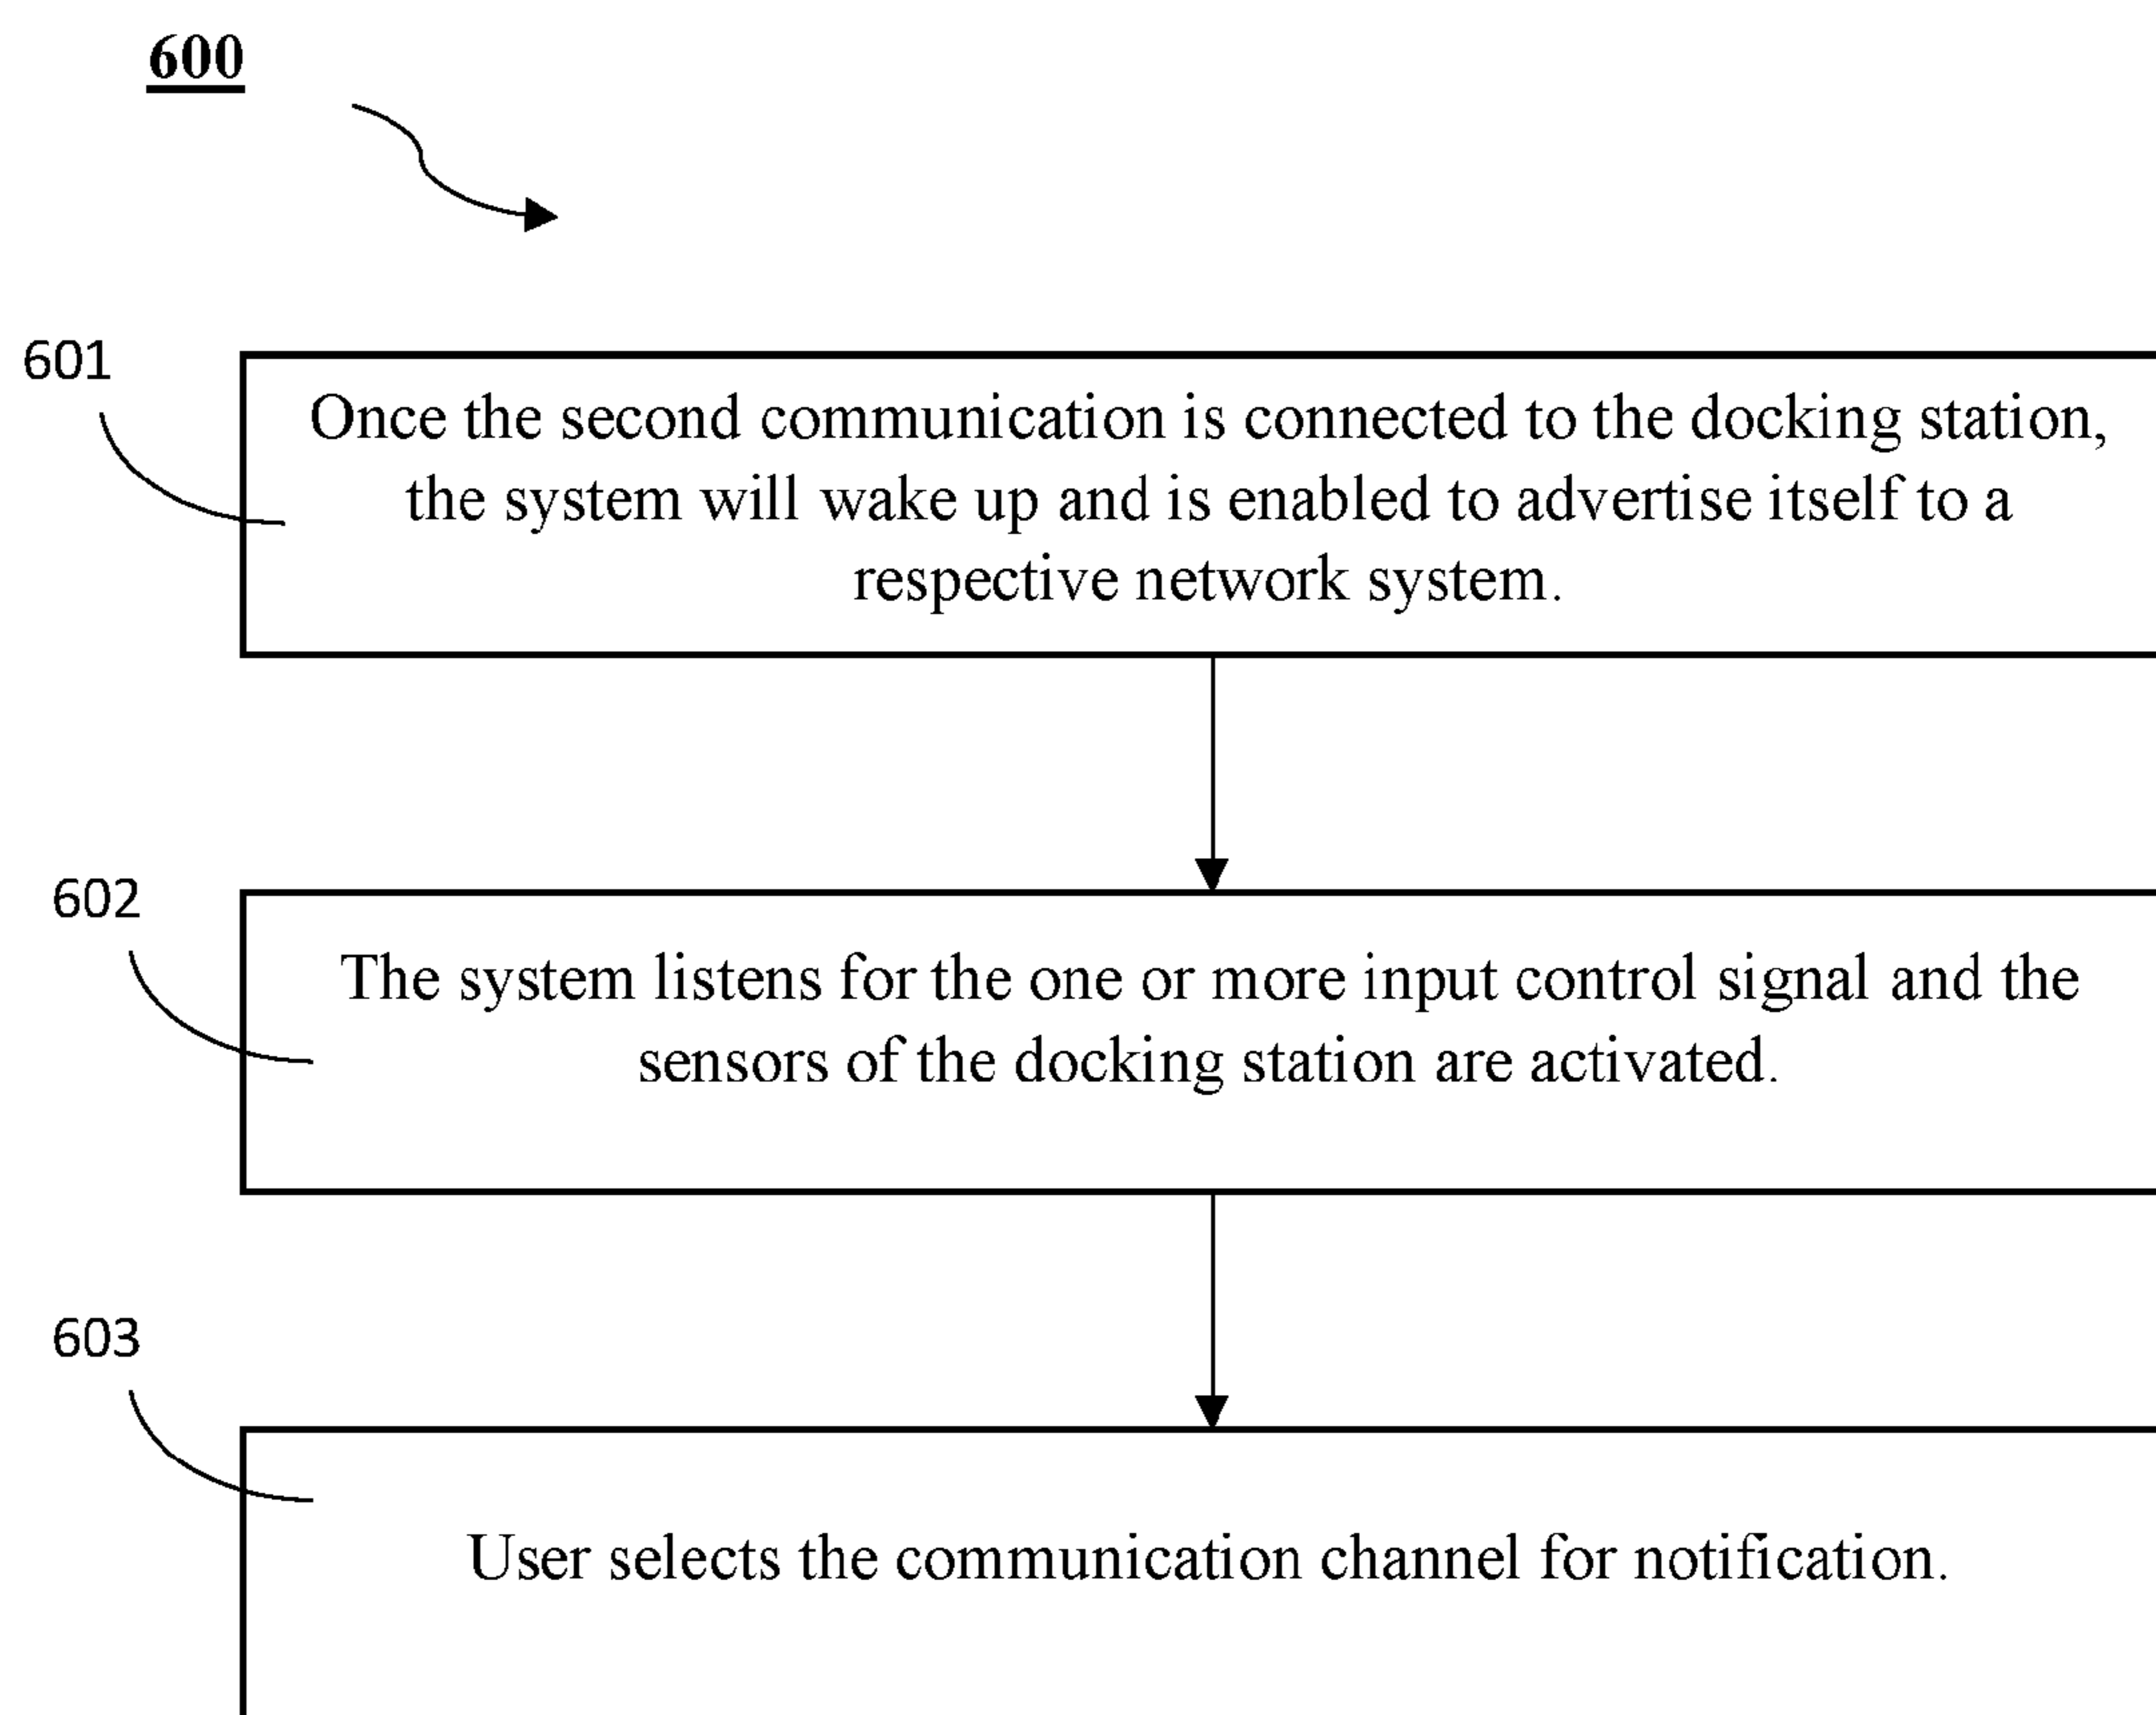 600
601
Once the second communication is connected to the docking station,
the system will wake up and is enabled to advertise itself to a
respective network system.
602
The system listens for the one or more input control signal and the
sensors of the docking station are activated.
603
User selects the communication channel for notification.